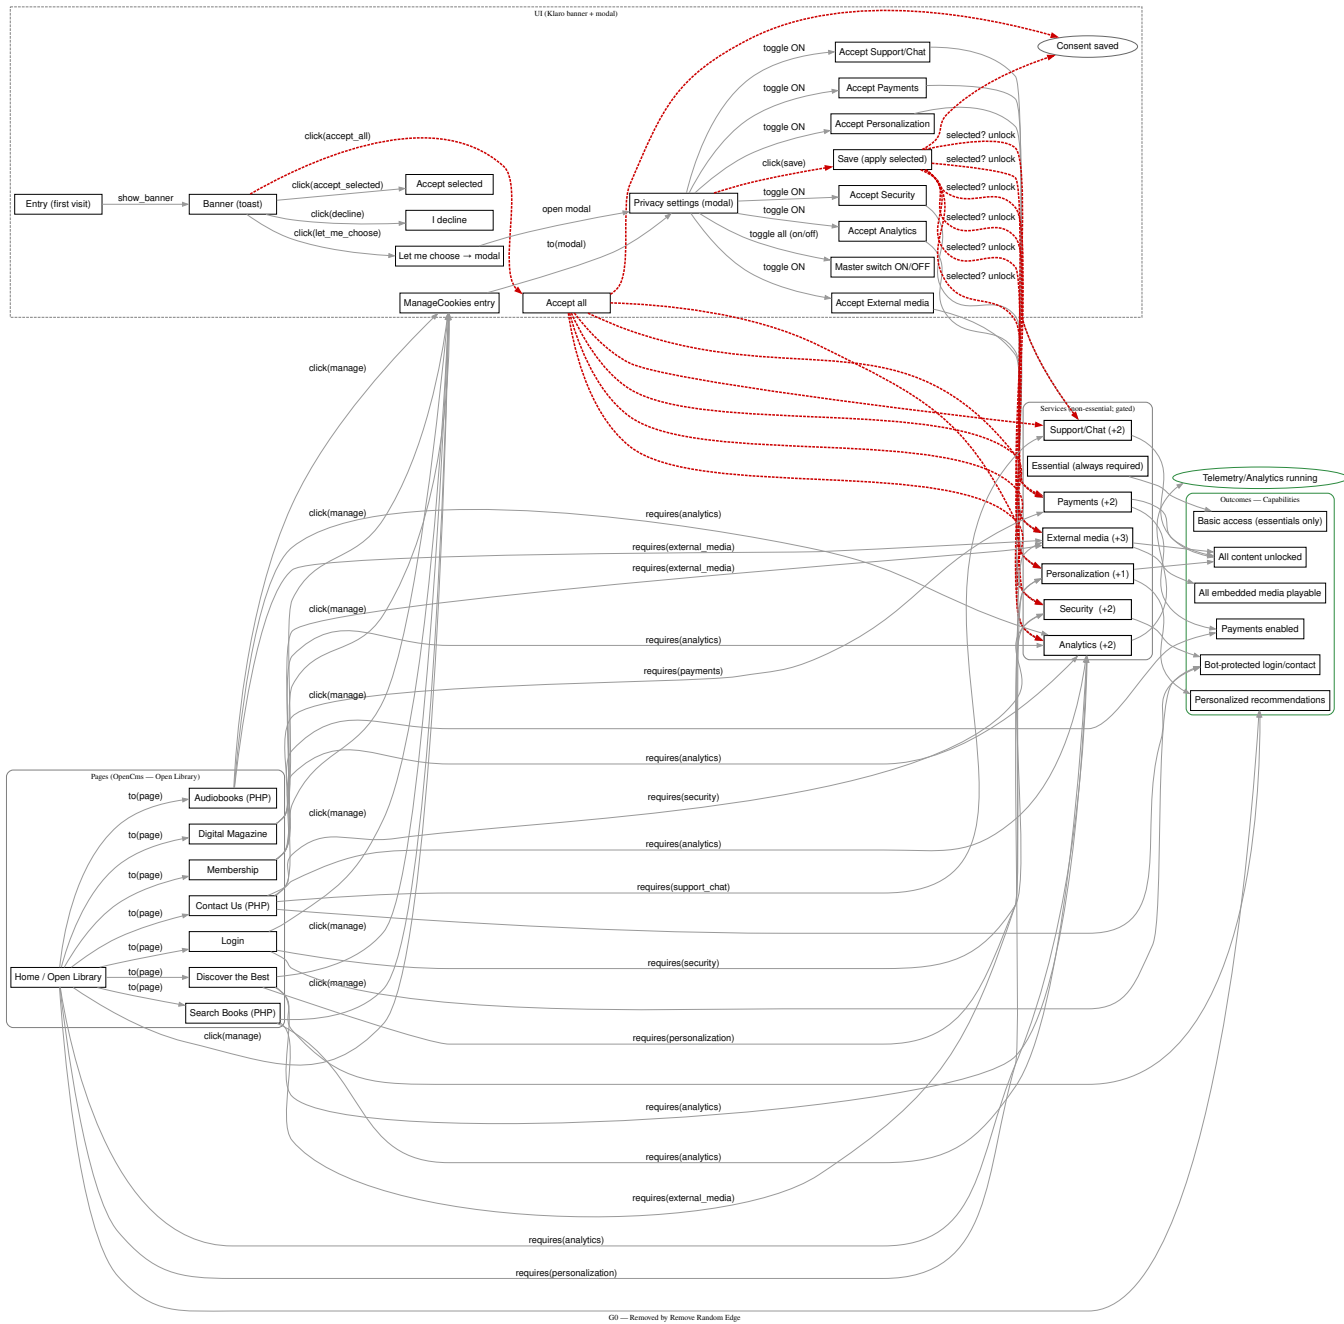 UI (Klaro banner + modal)
Consent saved
toggle ON
Accept Support/Chat
toggle ON
Accept Payments
toggle ON
Accept Personalization
click(accept_all)
selected? unlock
click(save)
Save (apply selected)
selected? unlock
click(accept_selected)
Accept selected
selected? unlock
toggle ON
Accept Security
Entry (first visit)
show_banner
Banner (toast)
Privacy settings (modal)
open modal
toggle ON
click(decline)
I decline
selected? unlock
click(let_me_choose)
toggle all (on/off)
Accept Analytics
to(modal)
selected? unlock
Let me choose → modal
toggle ON
Master switch ON/OFF
selected? unlock
ManageCookies entry
Accept all
Accept External media
click(manage)
Services (non-essential; gated)
Support/Chat (+2)
Essential (always required)
Telemetry/Analytics running
Outcomes — Capabilities
Payments (+2)
click(manage)
requires(analytics)
Basic access (essentials only)
External media (+3)
requires(external_media)
All content unlocked
requires(external_media)
Personalization (+1)
All embedded media playable
click(manage)
Security  (+2)
Payments enabled
requires(analytics)
Analytics (+2)
Bot-protected login/contact
requires(payments)
click(manage)
Personalized recommendations
requires(analytics)
Pages (OpenCms — Open Library)
to(page)
Audiobooks (PHP)
requires(security)
click(manage)
to(page)
Digital Magazine
requires(analytics)
to(page)
Membership
requires(support_chat)
to(page)
Contact Us (PHP)
click(manage)
to(page)
Login
requires(security)
Home / Open Library
to(page)
Discover the Best
click(manage)
to(page)
Search Books (PHP)
click(manage)
requires(personalization)
requires(analytics)
requires(analytics)
requires(external_media)
requires(analytics)
requires(personalization)
G0 — Removed by Remove Random Edge